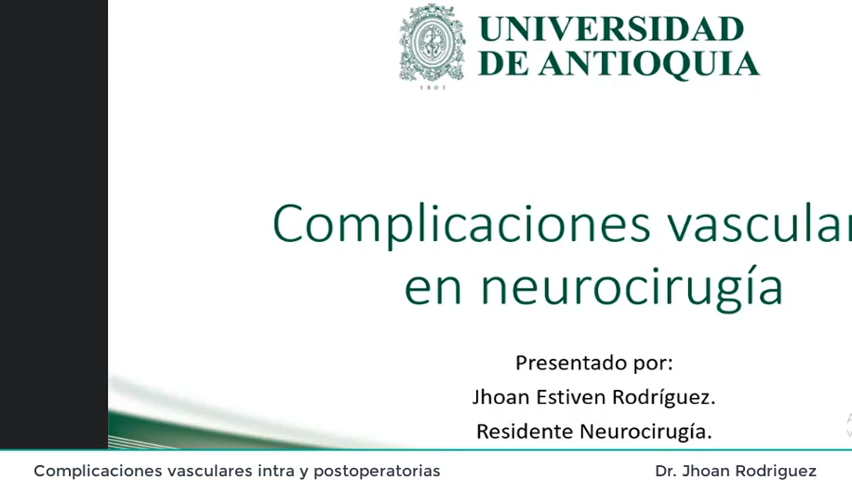 UNIVERSIDAD
DE ANTIOQUIA
1803
Complicaciones vascular
en neurocirugía
Presentado por:
Jhoan Estiven Rodríguez.
Residente Neurocirugía.
Complicaciones vasculares intra y postoperatorias
Dr. Jhoan Rodriguez